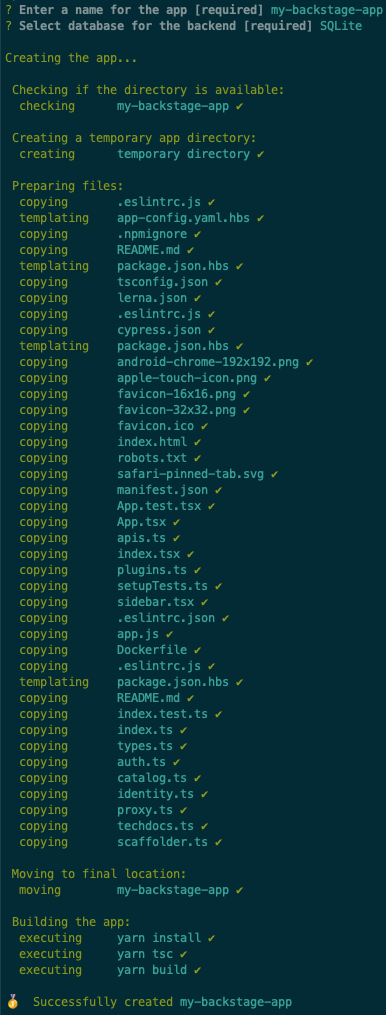 ? Enter a name for the app [required] my-backstage-app
? Select database for the backend [required] SQLite
Creating the app...
Checking if the directory is available:
checking my-backstage-app ✔
Creating a temporary app directory:
creating temporary directory ✔
Preparing files:
copying .eslintrc.js ✔
templating app-config.yaml.hbs ✔
copying .npmignore ✔
copying README.md ✔
templating package.json.hbs ✔
copying tsconfig.json ✔
copying lerna.json ✔
copying .eslintrc.js ✔
copying cypress.json ✔
templating package.json.hbs ✔
copying android-chrome-192x192.png ✔
copying apple-touch-icon.png ✔
copying favicon-16x16.png ✔
copying favicon-32x32.png ✔
copying favicon.ico ✔
copying index.html ✔
copying robots.txt ✔
copying safari-pinned-tab.svg ✔
copying manifest.json ✔
copying App.test.tsx ✔
copying App.tsx ✔
copying apis.ts ✔
copying index.tsx ✔
copying plugins.ts ✔
copying setupTests.ts ✔
copying sidebar.tsx ✔
copying .eslintrc.json ✔
copying app.js ✔
copying Dockerfile ✔
copying .eslintrc.js ✔
templating package.json.hbs ✔
copying README.md ✔
copying index.test.ts ✔
copying index.ts ✔
copying types.ts ✔
copying auth.ts ✔
copying catalog.ts ✔
copying identity.ts ✔
copying proxy.ts ✔
copying techdocs.ts ✔
copying scaffolder.ts ✔
Moving to final location:
moving my-backstage-app ✔
Building the app:
executing yarn install ✔
executing yarn tsc ✔
executing yarn build ✔
🥇 Successfully created my-backstage-app